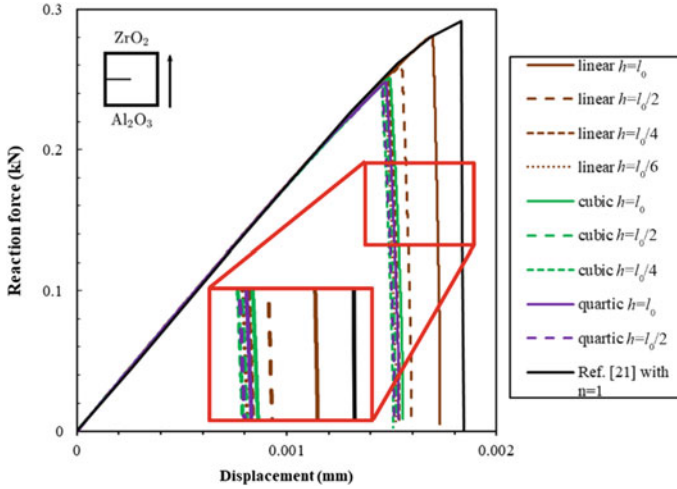 0.3
ZrO₂
Al₂O₃
0.2
0.1
0
Reaction force (kN)
0
0.001
0.002
Displacement (mm)
linear h=l₀
linear h=l₀/2
linear h=l₀/4
linear h=l₀/6
cubic h=l₀
cubic h=l₀/2
cubic h=l₀/4
quartic h=l₀
quartic h=l₀/2
Ref. [21] with
n=1